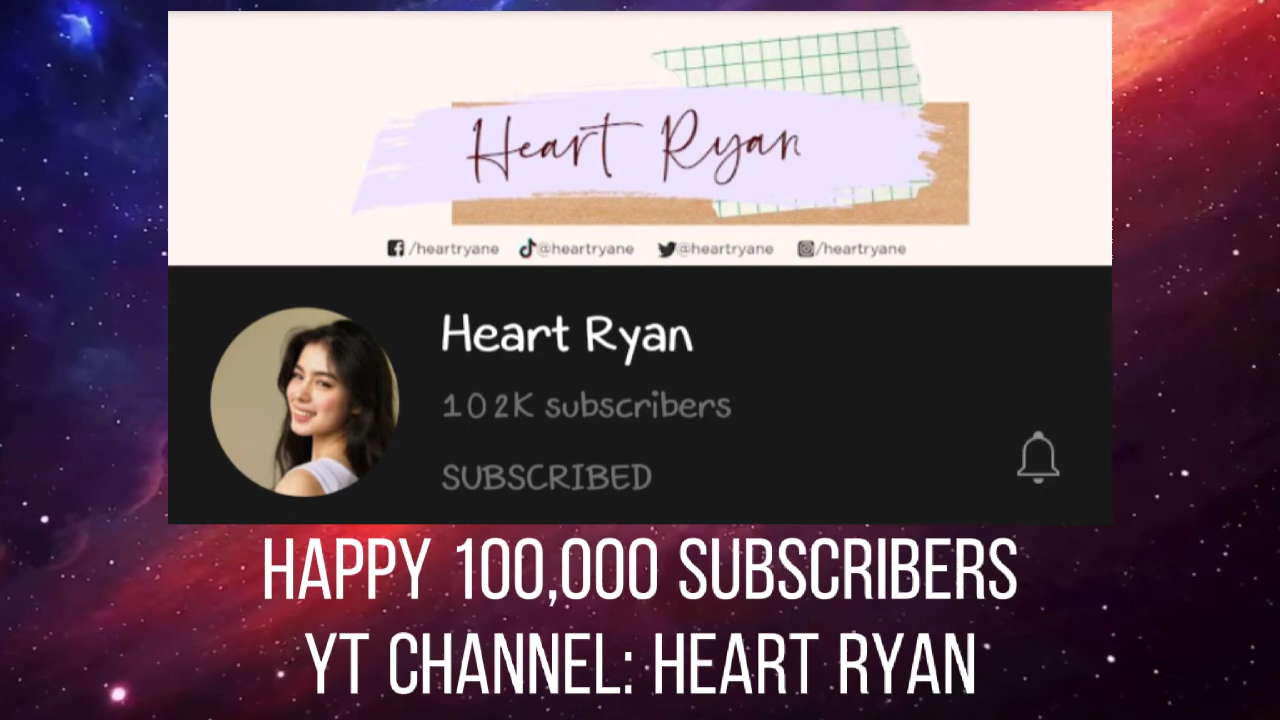 Heart Ryan
/heartryane @heartryane @heartryane /heartryane
Heart Ryan
102K subscribers
SUBSCRIBED
HAPPY 100,000 SUBSCRIBERS
YT CHANNEL: HEART RYAN